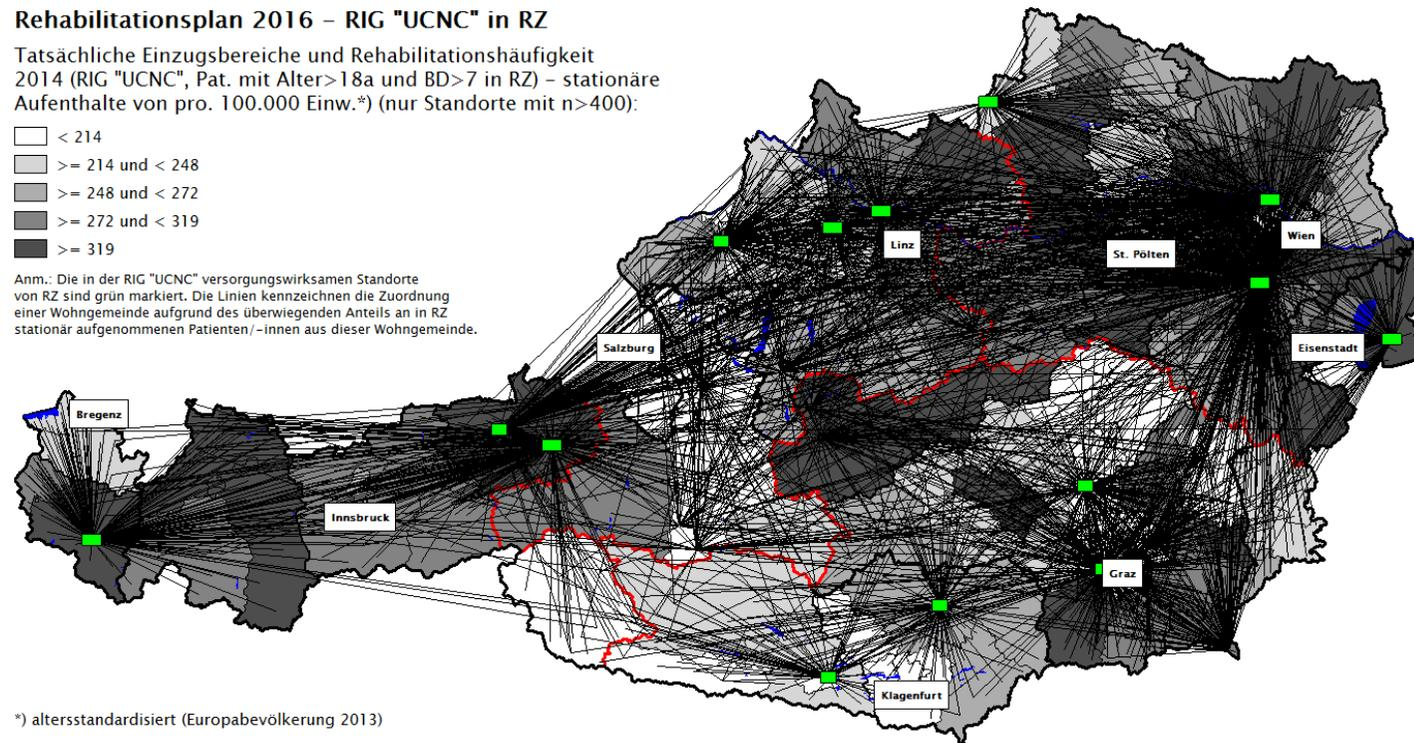 Rehabilitationsplan 2016 – RIG "UCNC" in RZ
Tatsächliche Einzugsbereiche und Rehabilitationshäufigkeit
2014 (RIG "UCNC", Pat. mit Alter>18a und BD>7 in RZ) – stationäre
Aufenthalte von pro. 100.000 Einw.*) (nur Standorte mit n>400):
< 214
>= 214 und < 248
>= 248 und < 272
>= 272 und < 319
>= 319
Anm.: Die in der RIG "UCNC" versorgungswirksamen Standorte
von RZ sind grün markiert. Die Linien kennzeichnen die Zuordnung
einer Wohngemeinde aufgrund des überwiegenden Anteils an in RZ
stationär aufgenommenen Patienten/-innen aus dieser Wohngemeinde.
Wien
Linz
St. Pölten
Salzburg
Eisenstadt
Bregenz
Innsbruck
Graz
Klagenfurt
*) altersstandardisiert (Europabevölkerung 2013)